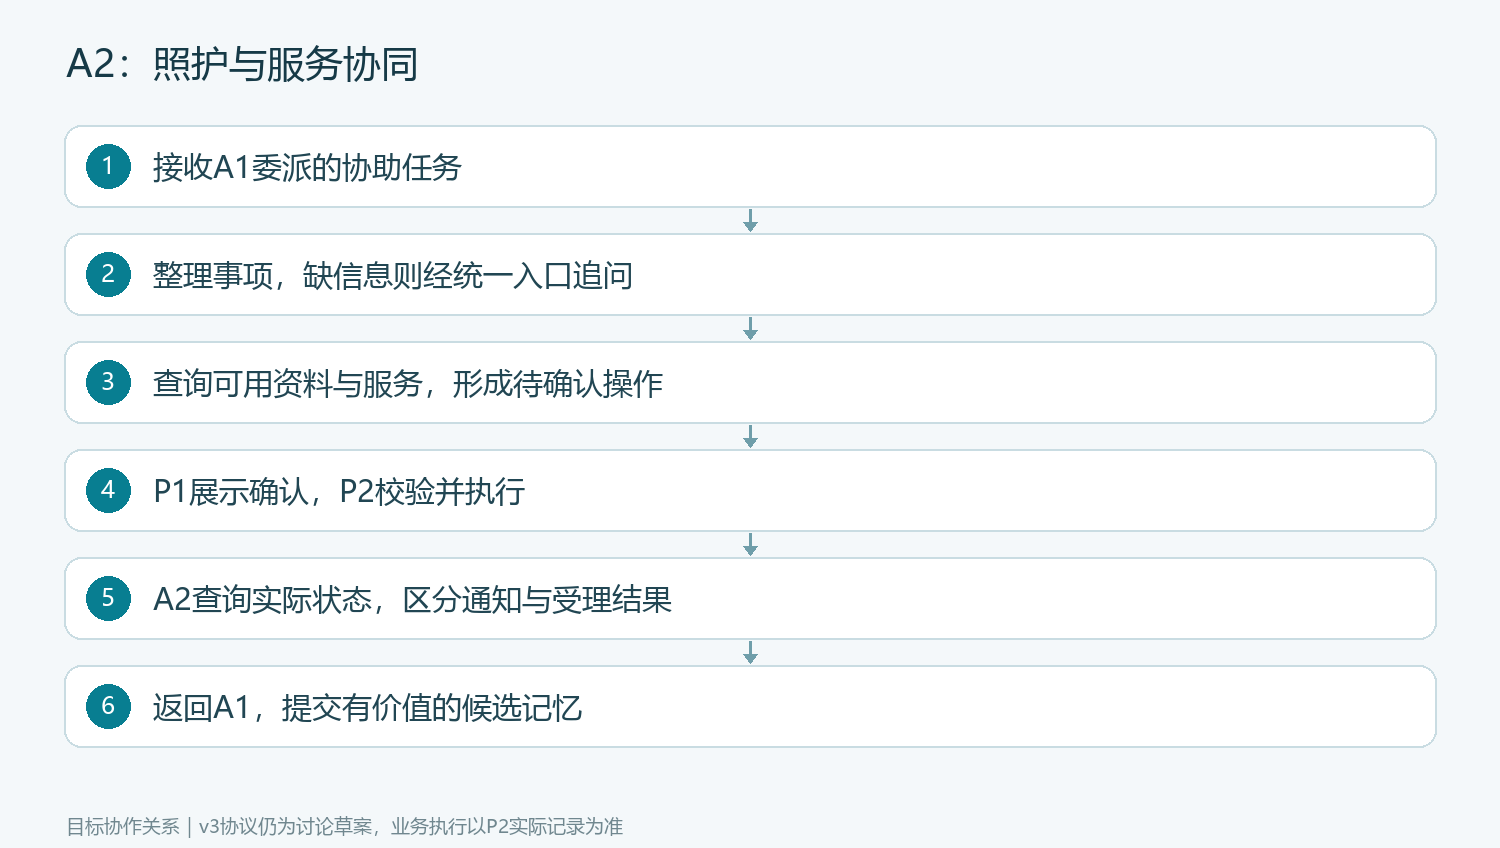 A2：照护与服务协同
1 接收A1委派的协助任务
2 整理事项，缺信息则经统一入口追问
3 查询可用资料与服务，形成待确认操作
4 P1展示确认，P2校验并执行
5 A2查询实际状态，区分通知与受理结果
6 返回A1，提交有价值的候选记忆
目标协作关系｜v3协议仍为讨论草案，业务执行以P2实际记录为准